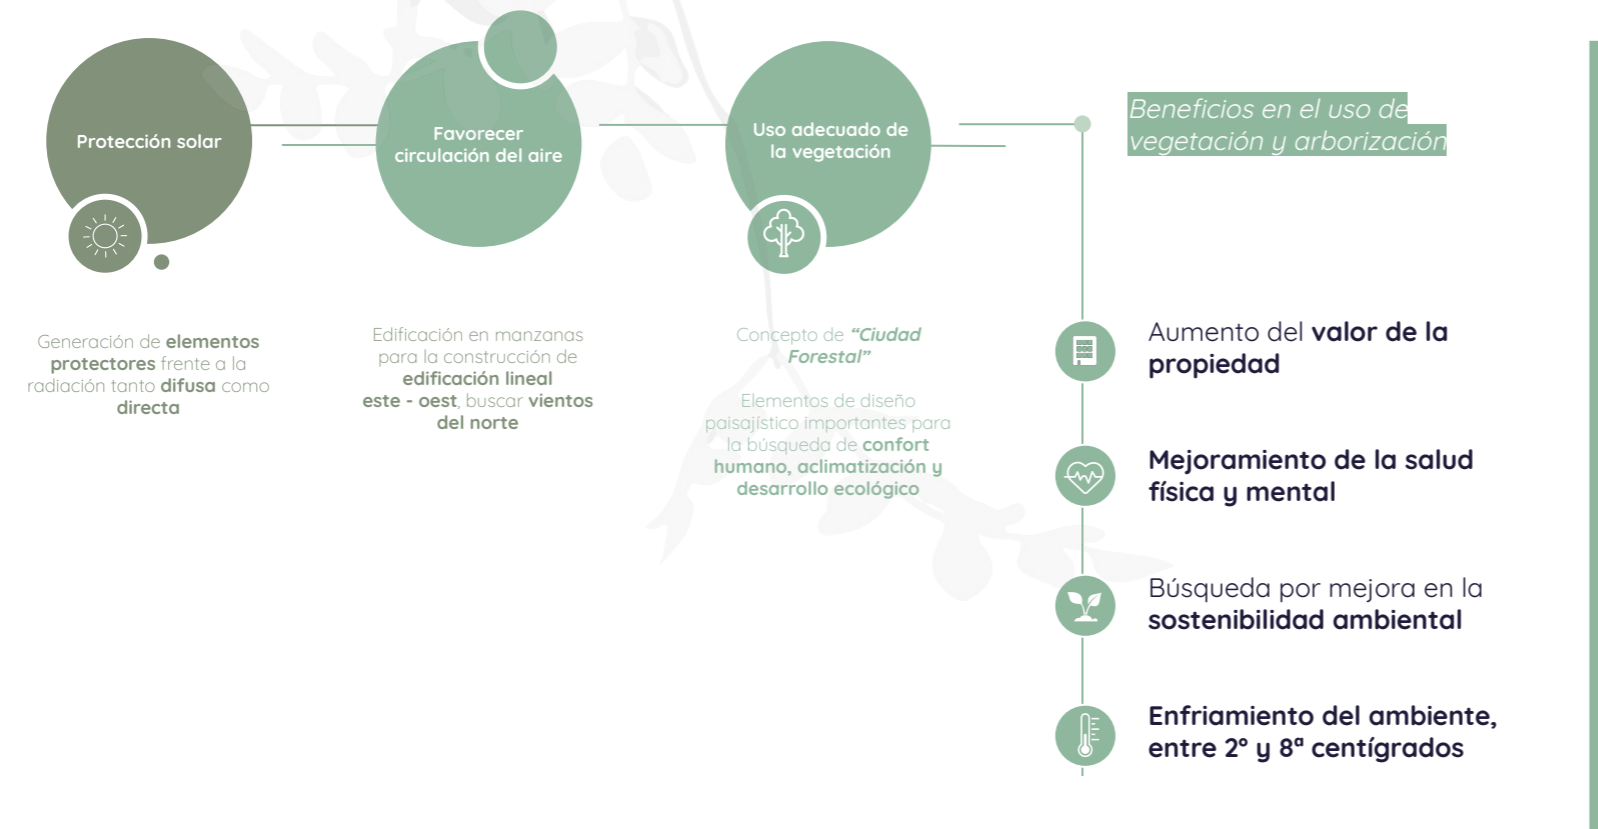 Protección solar
Favorecer
circulación del aire
Uso adecuado de
la vegetación
Beneficios en el uso de
vegetación y arborización
Generación de elementos
protectores frente a la
radiación tanto difusa como
directa
Edificación en manzanas
para la construcción de
edificación lineal
este - oest, buscar vientos
del norte
Concepto de “Ciudad
Forestal”
Elementos de diseño
paisajístico importantes para
la búsqueda de confort
humano, aclimatización y
desarrollo ecológico
Aumento del valor de la
propiedad
Mejoramiento de la salud
física y mental
Búsqueda por mejora en la
sostenibilidad ambiental
Enfriamiento del ambiente,
entre 2º y 8ª centígrados